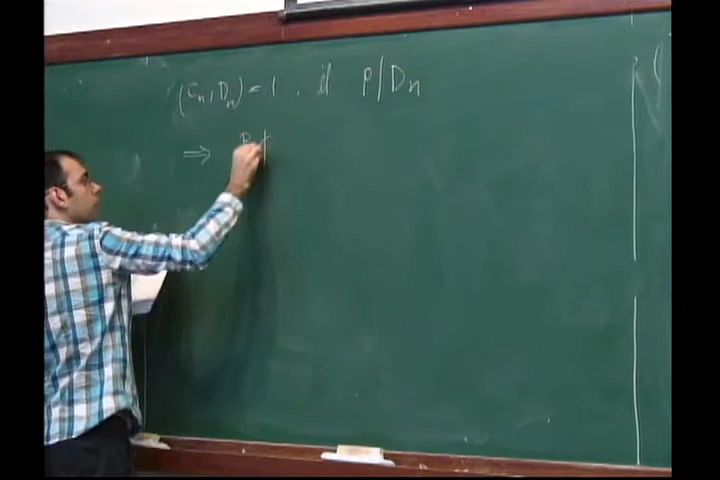 (Cn, Dn) = 1 . if P | Dn
⇒ P ∤